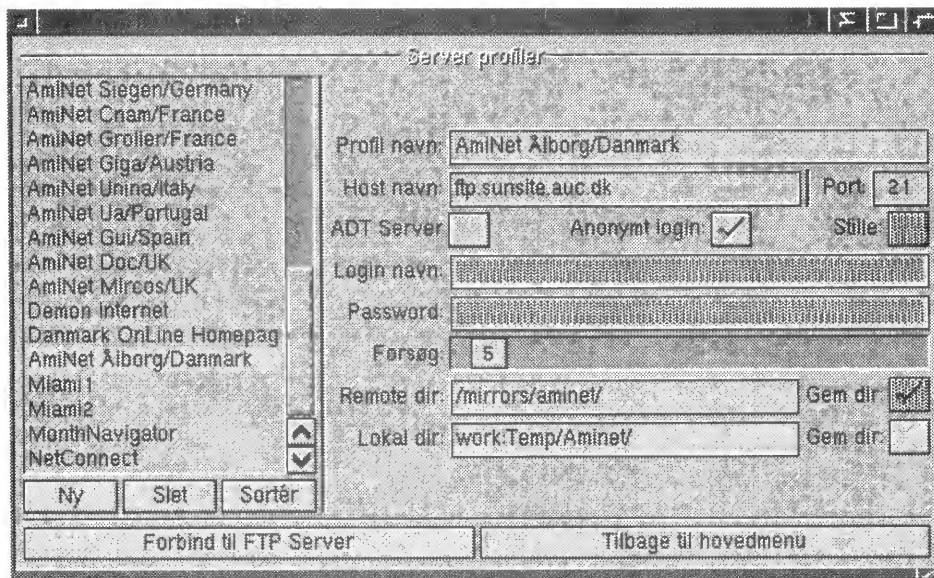 Server profiler
AmiNet Siegen/Germany
AmiNet Cnam/France
AmiNet Grolier/France
AmiNet Giga/Austria
AmiNet Unina/Italy
AmiNet Ua/Portugal
AmiNet Gui/Spain
AmiNet Doc/UK
AmiNet Mircos/UK
Demon Internet
Danmark OnLine Homepag
AmiNet Ålborg/Danmark
Miami1
Miami2
MonthNavigator
NetConnect
Ny Slet Sortér
Profil navn: AmiNet Ålborg/Danmark
Host navn: ftp.sunsite.auc.dk Port: 21
ADT Server Anonymt login: Stille:
Login navn:
Password:
Forsøg: 5
Remote dir: /mirrors/aminet/ Gem dir:
Lokal dir: work:Temp/Aminet/ Gem dir:
Forbind til FTP Server Tilbage til hovedmenu